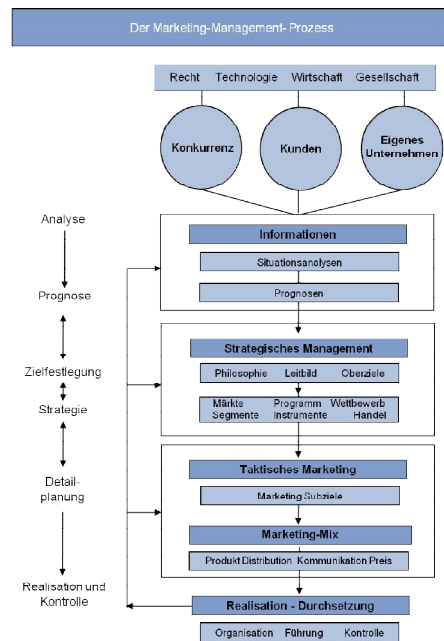 Der Marketing-Management- Prozess
Recht Technologie Wirtschaft Gesellschaft
Konkurrenz
Kunden
Eigenes
Unternehmen
Analyse
Prognose
Zielfestlegung
Strategie
Detail-
planung
Realisation und
Kontrolle
Informationen
Situationsanalysen
Prognosen
Strategisches Management
Philosophie Leitbild Oberziele
Märkte Programm Wettbewerb
Segmente Instrumente Handel
Taktisches Marketing
Marketing Subziele
Marketing-Mix
Produkt Distribution Kommunikation Preis
Realisation - Durchsetzung
Organisation Führung Kontrolle